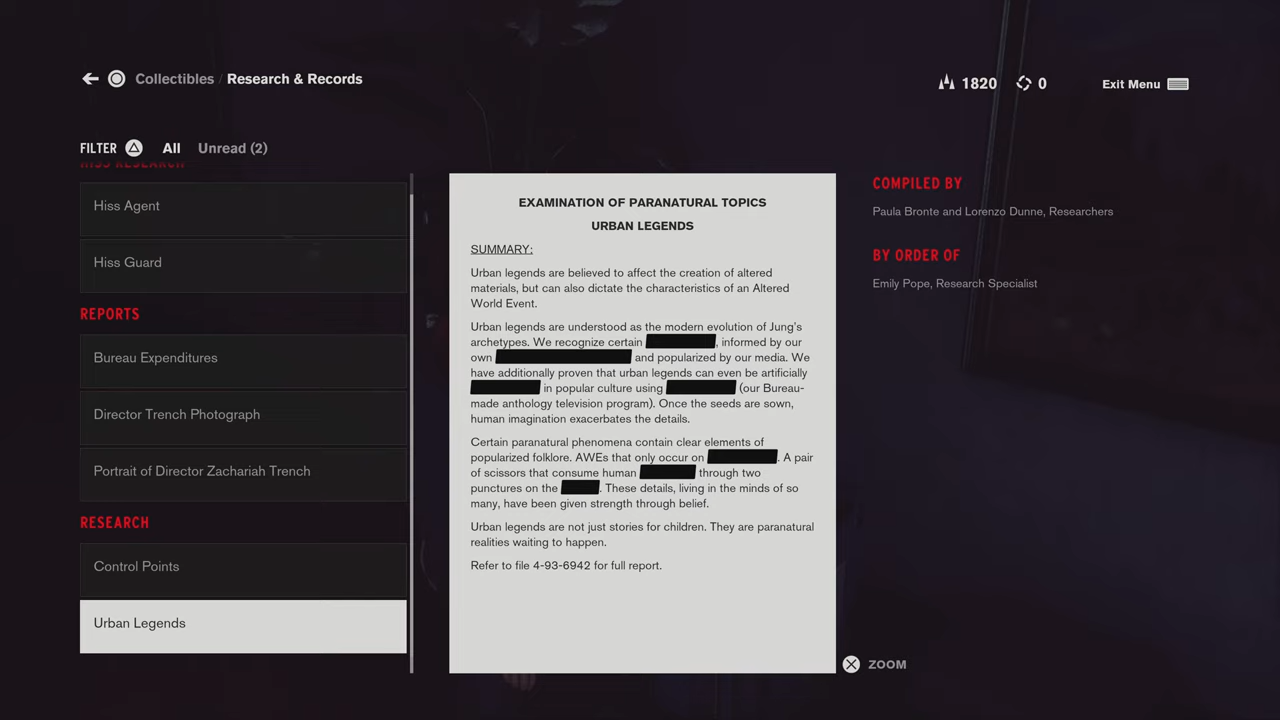 Collectibles / Research & Records
1820
0
Exit Menu
FILTER All Unread (2)
HISS RESEARCH
Hiss Agent
Hiss Guard
REPORTS
Bureau Expenditures
Director Trench Photograph
Portrait of Director Zachariah Trench
RESEARCH
Control Points
Urban Legends
EXAMINATION OF PARANATURAL TOPICS
URBAN LEGENDS
SUMMARY:
Urban legends are believed to affect the creation of altered
materials, but can also dictate the characteristics of an Altered
World Event.
Urban legends are understood as the modern evolution of Jung's
archetypes. We recognize certain , informed by our
own and popularized by our media. We
have additionally proven that urban legends can even be artificially
in popular culture using (our Bureau-
made anthology television program). Once the seeds are sown,
human imagination exacerbates the details.
Certain paranatural phenomena contain clear elements of
popularized folklore. AWEs that only occur on . A pair
of scissors that consume human through two
punctures on the . These details, living in the minds of so
many, have been given strength through belief.
Urban legends are not just stories for children. They are paranatural
realities waiting to happen.
Refer to file 4-93-6942 for full report.
COMPILED BY
Paula Bronte and Lorenzo Dunne, Researchers
BY ORDER OF
Emily Pope, Research Specialist
ZOOM